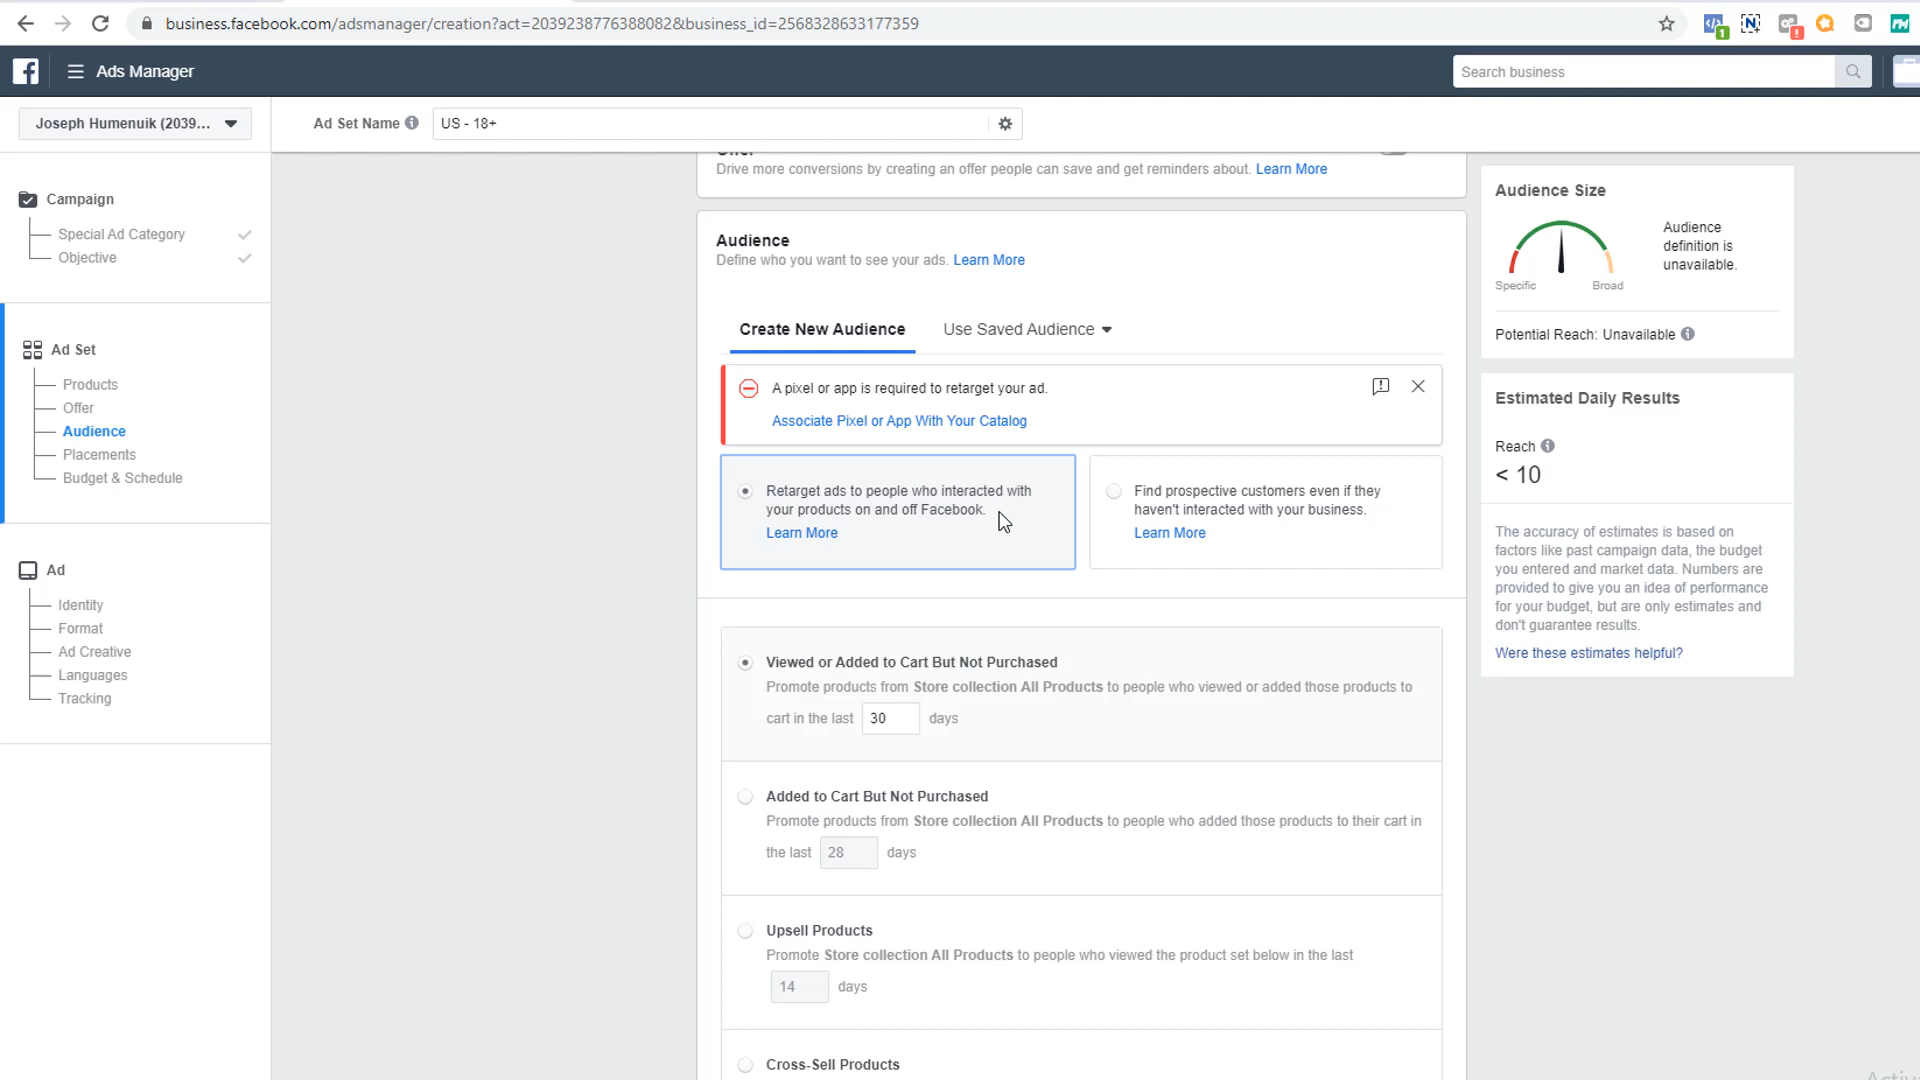 business.facebook.com/adsmanager/creation?act=2039238776388082&business_id=2568328633177359
1
N
!
Ads Manager
Search business
Joseph Humenuik (2039...
Ad Set Name
US - 18+
Campaign
Special Ad Category
Objective
Ad Set
Products
Offer
Audience
Placements
Budget & Schedule
Ad
Identity
Format
Ad Creative
Languages
Tracking
Offer
Drive more conversions by creating an offer people can save and get reminders about. Learn More
Audience
Define who you want to see your ads. Learn More
Create New Audience
Use Saved Audience
A pixel or app is required to retarget your ad.
Associate Pixel or App With Your Catalog
Retarget ads to people who interacted with
your products on and off Facebook.
Learn More
Find prospective customers even if they
haven't interacted with your business.
Learn More
Viewed or Added to Cart But Not Purchased
Promote products from Store collection All Products to people who viewed or added those products to
cart in the last 30 days
Added to Cart But Not Purchased
Promote products from Store collection All Products to people who added those products to their cart in
the last 28 days
Upsell Products
Promote Store collection All Products to people who viewed the product set below in the last
14 days
Cross-Sell Products
Audience Size
Audience
definition is
unavailable.
Specific
Broad
Potential Reach: Unavailable
Estimated Daily Results
Reach
< 10
The accuracy of estimates is based on
factors like past campaign data, the budget
you entered and market data. Numbers are
provided to give you an idea of performance
for your budget, but are only estimates and
don't guarantee results.
Were these estimates helpful?